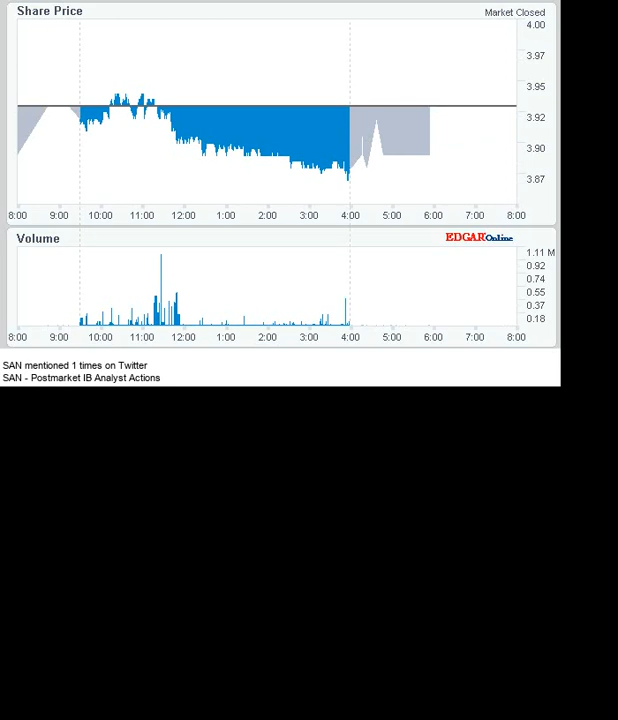 Share Price
Market Closed
4.00
3.97
3.95
3.92
3.90
3.87
8:00 9:00 10:00 11:00 12:00 1:00 2:00 3:00 4:00 5:00 6:00 7:00 8:00
Volume
EDGAR Online
1.11 M
0.92
0.74
0.55
0.37
0.18
8:00 9:00 10:00 11:00 12:00 1:00 2:00 3:00 4:00 5:00 6:00 7:00 8:00
SAN mentioned 1 times on Twitter
SAN - Postmarket IB Analyst Actions